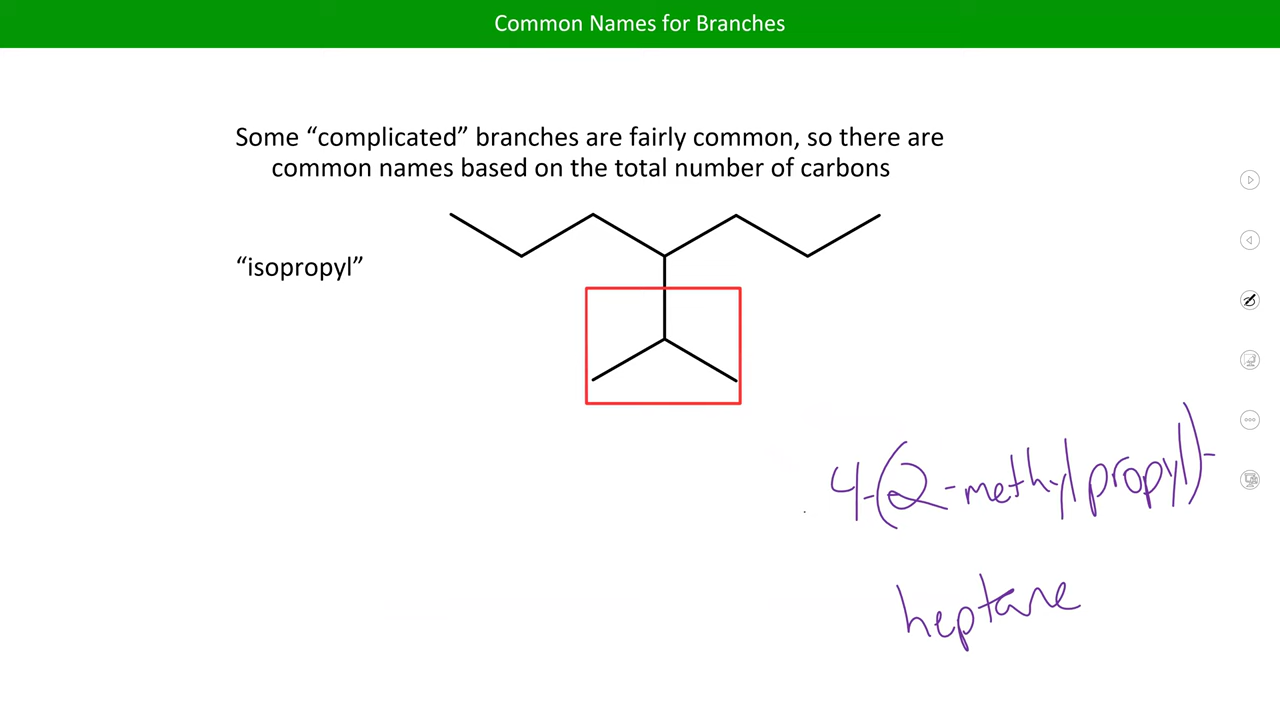 Common Names for Branches
Some “complicated” branches are fairly common, so there are
common names based on the total number of carbons
“isopropyl”
4-(2-methylpropyl)-
heptane